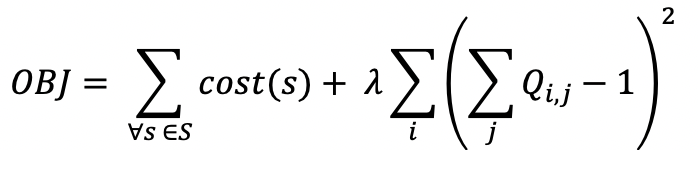 OBJ = ∑_{∀s ∈S} cost(s) + λ ∑_i (∑_j Q_{i,j} − 1)^2